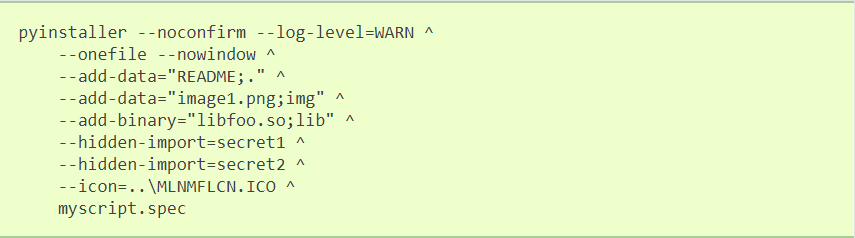 pyinstaller --noconfirm --log-level=WARN ^
    --onefile --nowindow ^
    --add-data="README;." ^
    --add-data="image1.png;img" ^
    --add-binary="libfoo.so;lib" ^
    --hidden-import=secret1 ^
    --hidden-import=secret2 ^
    --icon=..\MLNMFLCN.ICO ^
    myscript.spec